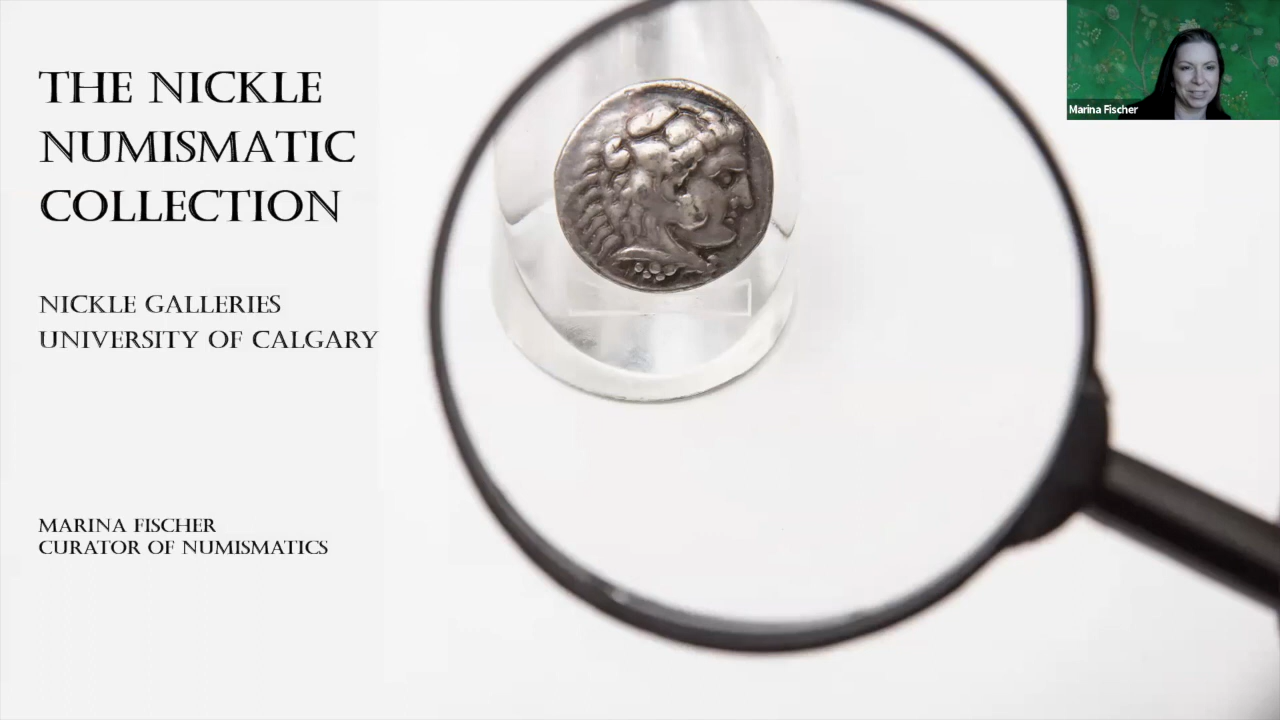 THE NICKLE
NUMISMATIC
COLLECTION
NICKLE GALLERIES
UNIVERSITY OF CALGARY
MARINA FISCHER
CURATOR OF NUMISMATICS
Marina Fischer